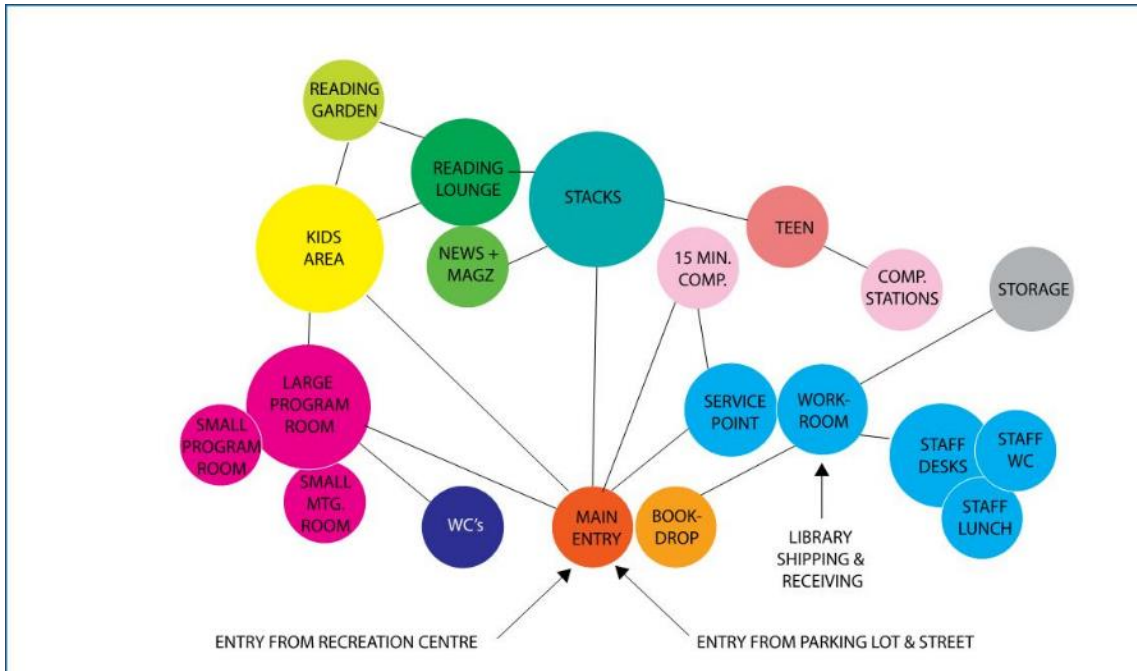 READING
GARDEN
READING
LOUNGE
STACKS
KIDS
AREA
NEWS +
MAGZ
15 MIN.
COMP.
TEEN
COMP.
STATIONS
STORAGE
LARGE
PROGRAM
ROOM
SMALL
PROGRAM
ROOM
SMALL
MTG.
ROOM
SERVICE
POINT
WORK-
ROOM
STAFF
DESKS
STAFF
WC
STAFF
LUNCH
WC's
MAIN
ENTRY
BOOK-
DROP
LIBRARY
SHIPPING &
RECEIVING
ENTRY FROM RECREATION CENTRE
ENTRY FROM PARKING LOT & STREET